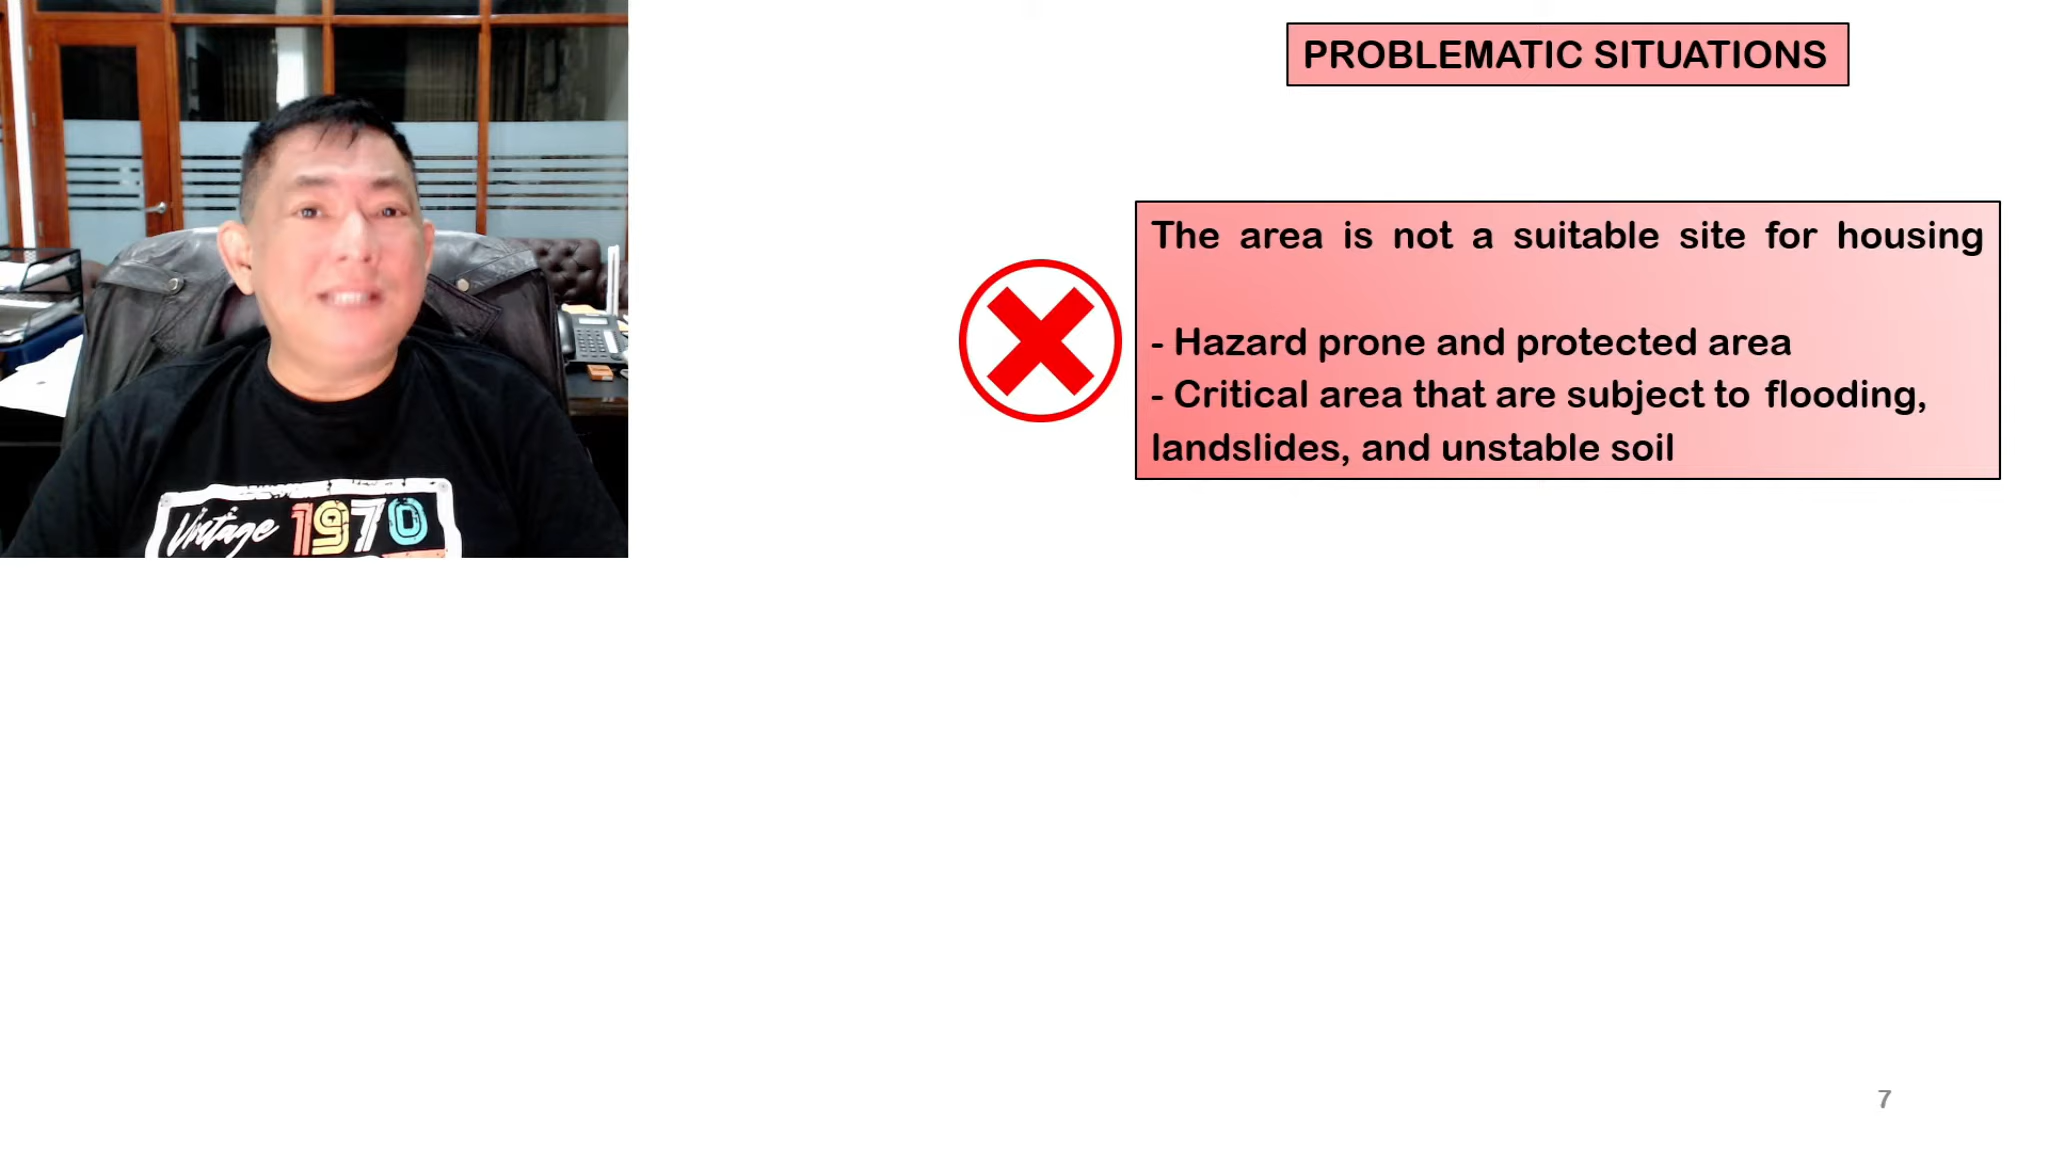 PROBLEMATIC SITUATIONS
The area is not a suitable site for housing
- Hazard prone and protected area
- Critical area that are subject to flooding,
landslides, and unstable soil
Vintage 1970
7